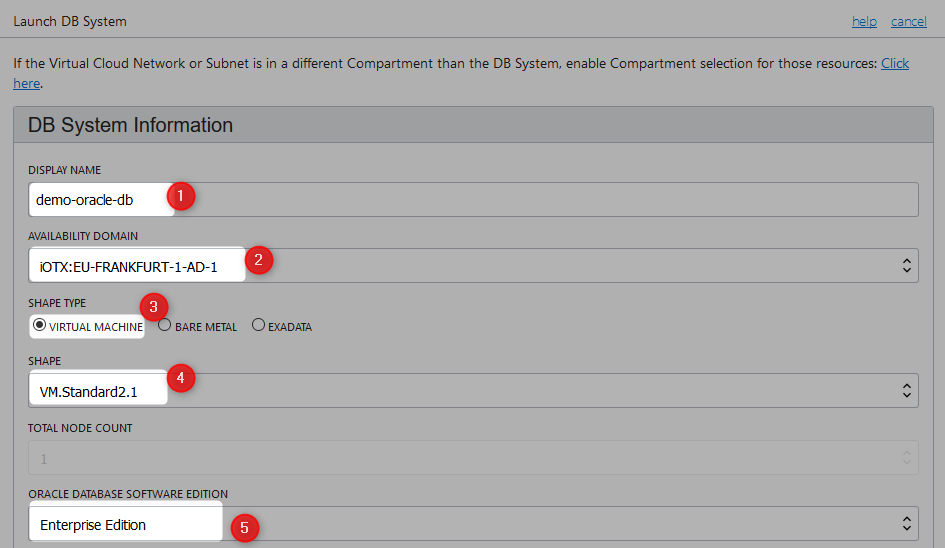 Launch DB System help cancel
If the Virtual Cloud Network or Subnet is in a different Compartment than the DB System, enable Compartment selection for those resources: Click
here.
DB System Information
DISPLAY NAME
demo-oracle-db 1
AVAILABILITY DOMAIN
iOTX:EU-FRANKFURT-1-AD-1 2
SHAPE TYPE 3
VIRTUAL MACHINE BARE METAL EXADATA
SHAPE
VM.Standard2.1 4
TOTAL NODE COUNT
1
ORACLE DATABASE SOFTWARE EDITION
Enterprise Edition 5